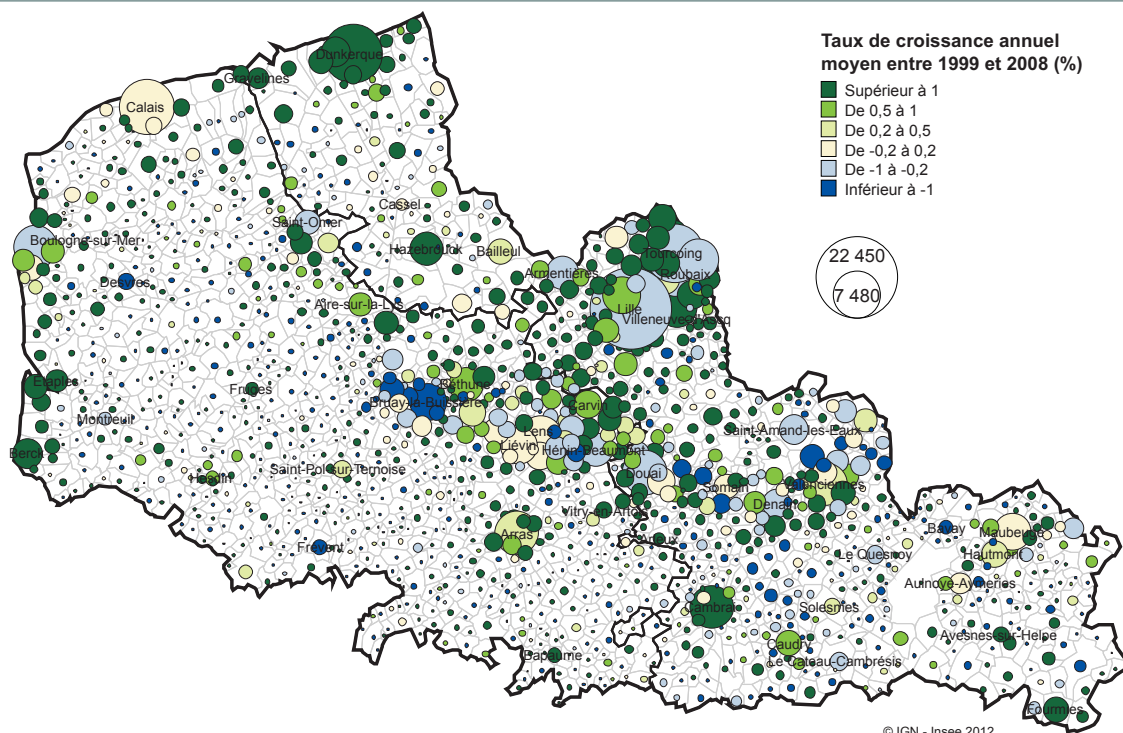 Taux de croissance annuel
moyen entre 1999 et 2008 (%)
Supérieur à 1
De 0,5 à 1
De 0,2 à 0,5
De -0,2 à 0,2
De -1 à -0,2
Inférieur à -1
22 450
7 480
Dunkerque
Gravelines
Calais
Cassel
Saint-Omer
Boulogne-sur-Mer
Hazebrouck
Bailleul
Tourcoing
Armentières
Roubaix
Desvres
Aire-sur-la-Lys
Lille
Villeneuve-d'Ascq
Etaples
Fruges
Béthune
Bruay-la-Buissière
Carvin
Montreuil
Lens
Saint-Amand-les-Eaux
Liévin
Hénin-Beaumont
Berck
Saint-Pol-sur-Ternoise
Hesdin
Douai
Somain
Valenciennes
Denain
Vitry-en-Artois
Arras
Arleux
Bavay
Maubeuge
Frévent
Le Quesnoy
Hautmont
Aulnoye-Aymeries
Cambrai
Solesmes
Avesnes-sur-Helpe
Caudry
Bapaume
Le Cateau-Cambrésis
Fourmies
© IGN - Insee 2012